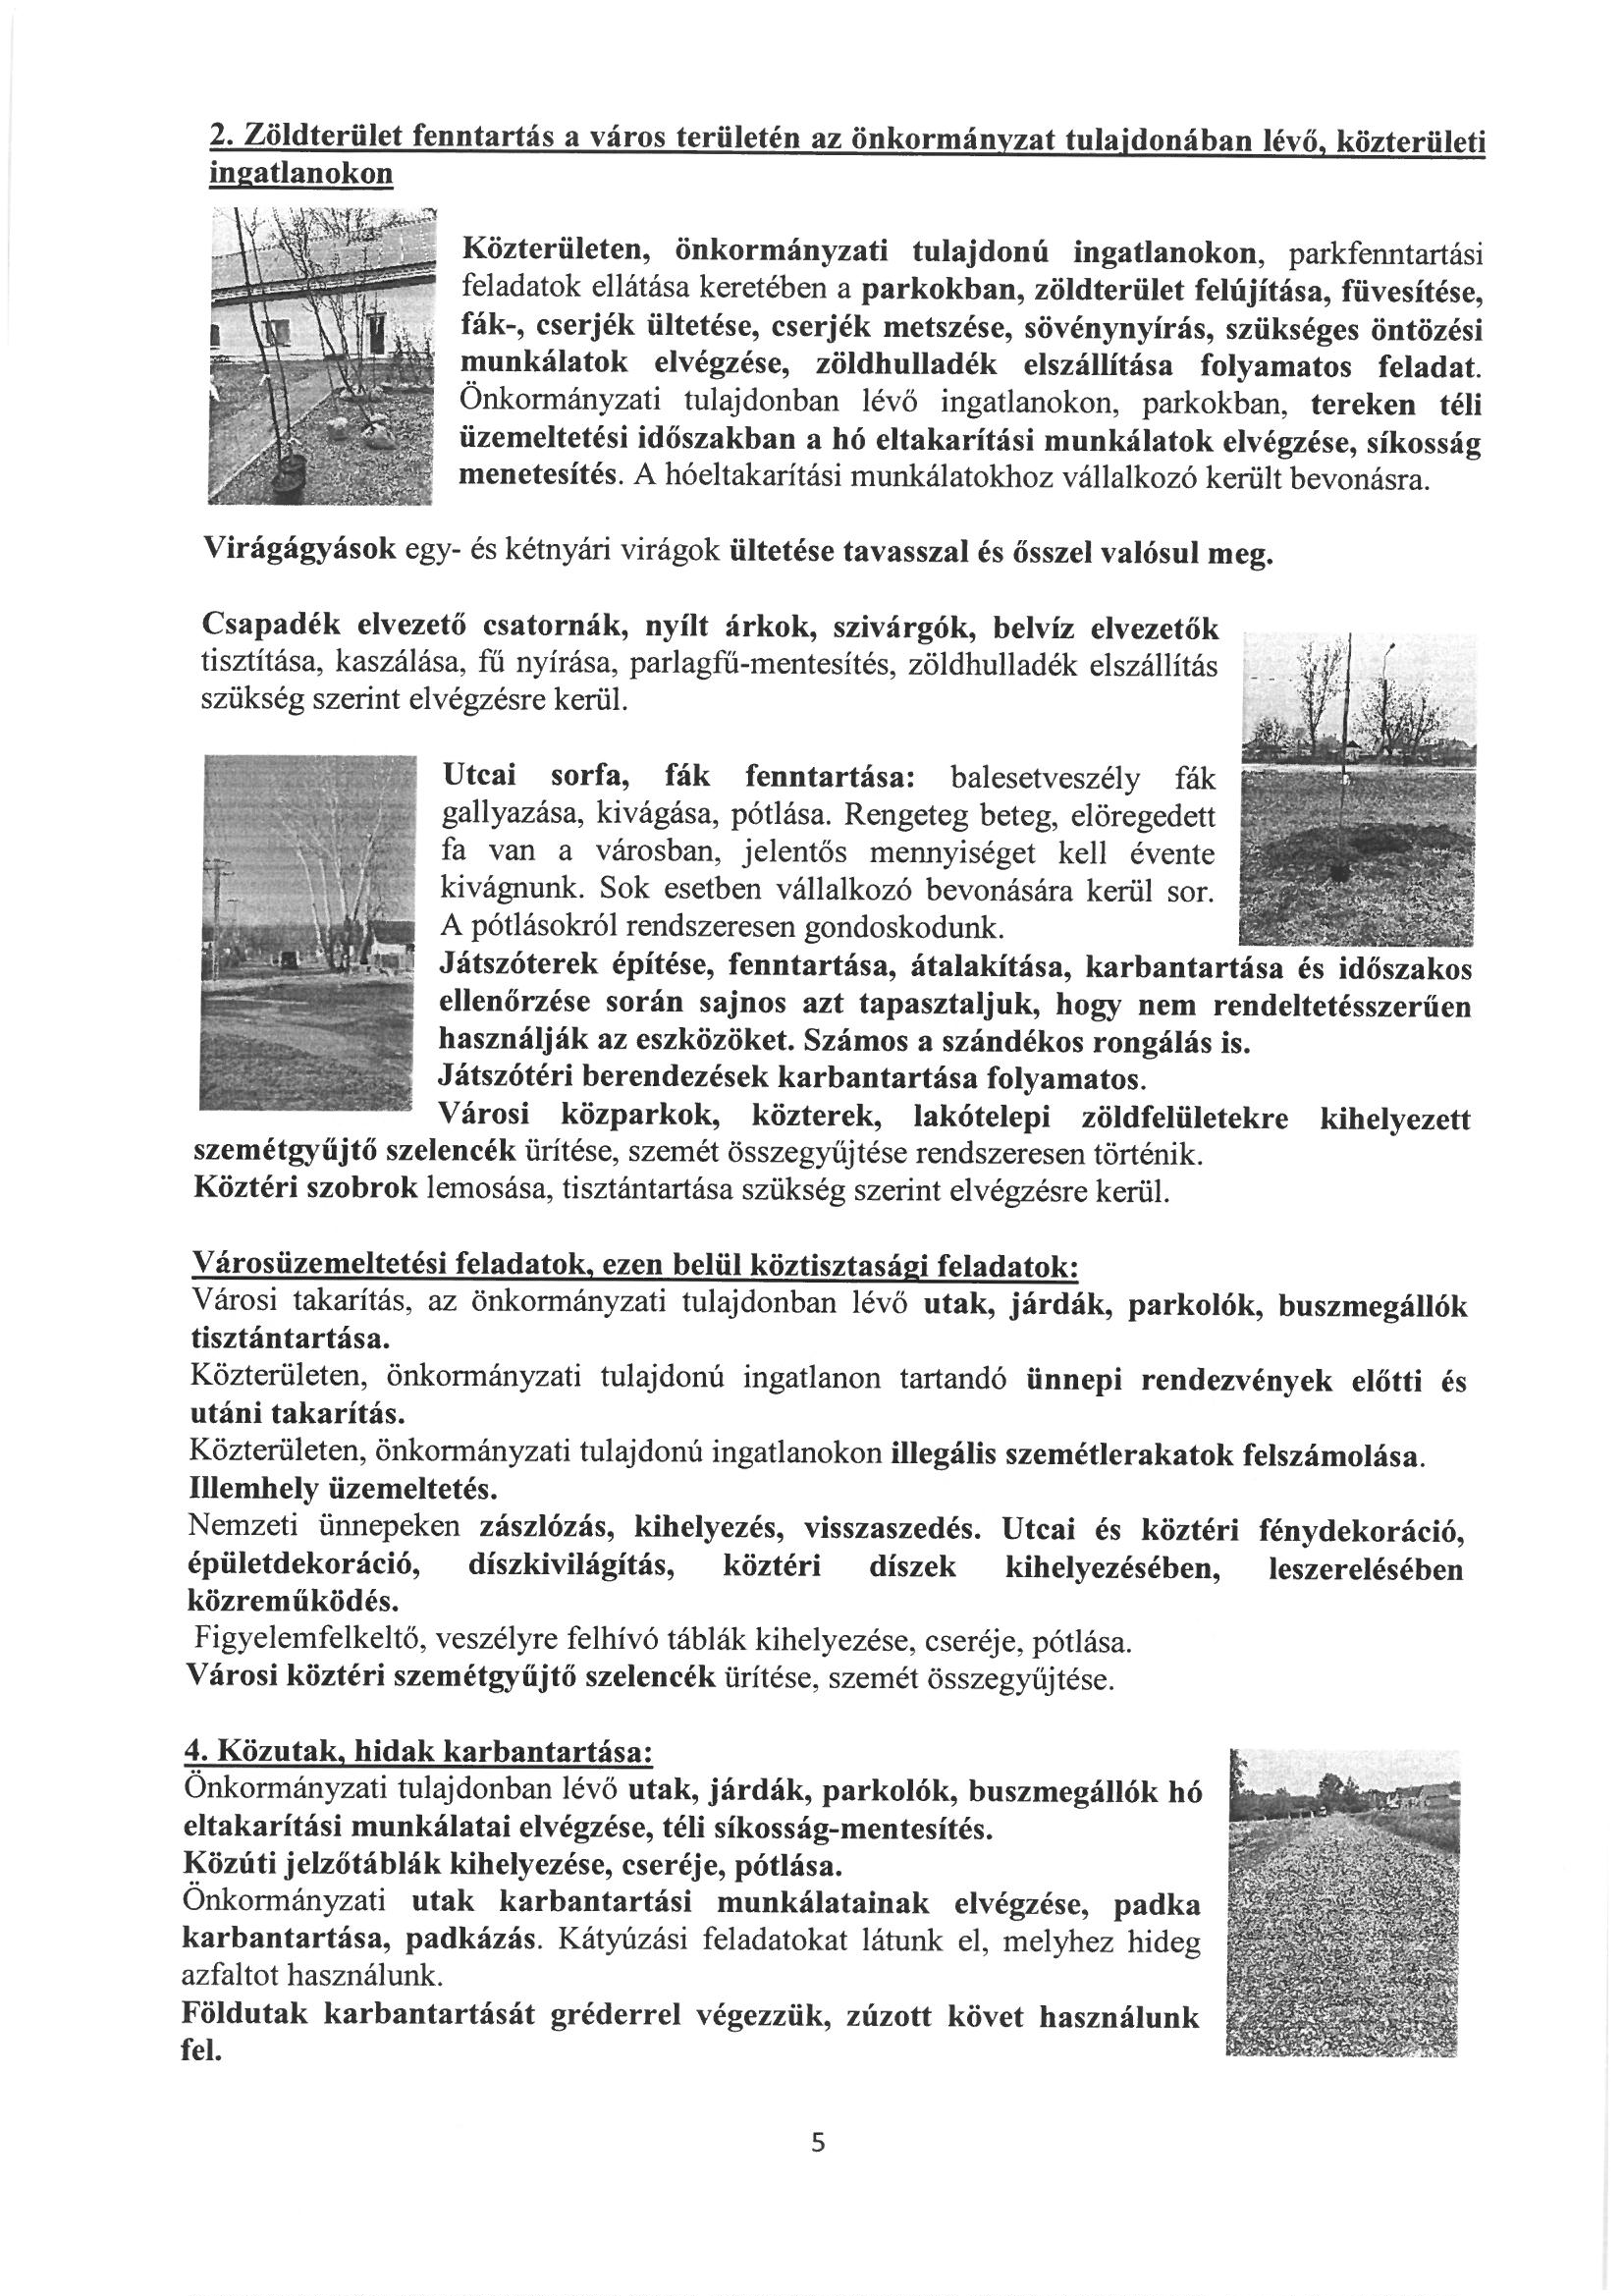 2. Zöldterület fenntartás a város területén az önkormányzat tulajdonában lévő, közterületi
ingatlanokon
Közterületen, önkormányzati tulajdonú ingatlanokon, parkfenntartási
feladatok ellátása keretében a parkokban, zöldterület felújítása, füvesítése,
fák-, cserjék ültetése, cserjék metszése, sövénynyírás, szükséges öntözési
munkálatok elvégzése, zöldhulladék elszállítása folyamatos feladat.
Önkormányzati tulajdonban lévő ingatlanokon, parkokban, tereken téli
üzemeltetési időszakban a hó eltakarítási munkálatok elvégzése, síkosság
menetesítés. A hóeltakarítási munkálatokhoz vállalkozó került bevonásra.
Virágágyások egy- és kétnyári virágok ültetése tavasszal és ősszel valósul meg.
Csapadék elvezető csatornák, nyílt árkok, szivárgók, belvíz elvezetők
tisztítása, kaszálása, fű nyírása, parlagfű-mentesítés, zöldhulladék elszállítás
szükség szerint elvégzésre kerül.
Utcai sorfa, fák fenntartása: balesetveszély fák
gallyazása, kivágása, pótlása. Rengeteg beteg, elöregedett
fa van a városban, jelentős mennyiséget kell évente
kivágnunk. Sok esetben vállalkozó bevonására kerül sor.
A pótlásokról rendszeresen gondoskodunk.
Játszóterek építése, fenntartása, átalakítása, karbantartása és időszakos
ellenőrzése során sajnos azt tapasztaljuk, hogy nem rendeltetésszerűen
használják az eszközöket. Számos a szándékos rongálás is.
Játszótéri berendezések karbantartása folyamatos.
Városi közparkok, közterek, lakótelepi zöldfelületekre kihelyezett
szemétgyűjtő szelencék ürítése, szemét összegyűjtése rendszeresen történik.
Köztéri szobrok lemosása, tisztántartása szükség szerint elvégzésre kerül.
Városüzemeltetési feladatok, ezen belül köztisztasági feladatok:
Városi takarítás, az önkormányzati tulajdonban lévő utak, járdák, parkolók, buszmegállók
tisztántartása.
Közterületen, önkormányzati tulajdonú ingatlanon tartandó ünnepi rendezvények előtti és
utáni takarítás.
Közterületen, önkormányzati tulajdonú ingatlanokon illegális szemétlerakatok felszámolása.
Illemhely üzemeltetés.
Nemzeti ünnepeken zászlózás, kihelyezés, visszaszedés. Utcai és köztéri fénydekoráció,
épületdekoráció, díszkivilágítás, köztéri díszek kihelyezésében, leszerelésében
közreműködés.
Figyelemfelkeltő, veszélyre felhívó táblák kihelyezése, cseréje, pótlása.
Városi köztéri szemétgyűjtő szelencék ürítése, szemét összegyűjtése.
4. Közutak, hidak karbantartása:
Önkormányzati tulajdonban lévő utak, járdák, parkolók, buszmegállók hó
eltakarítási munkálatai elvégzése, téli síkosság-mentesítés.
Közúti jelzőtáblák kihelyezése, cseréje, pótlása.
Önkormányzati utak karbantartási munkálatainak elvégzése, padka
karbantartása, padkázás. Kátyúzási feladatokat látunk el, melyhez hideg
azfaltot használunk.
Földutak karbantartását gréderrel végezzük, zúzott követ használunk
fel.
5